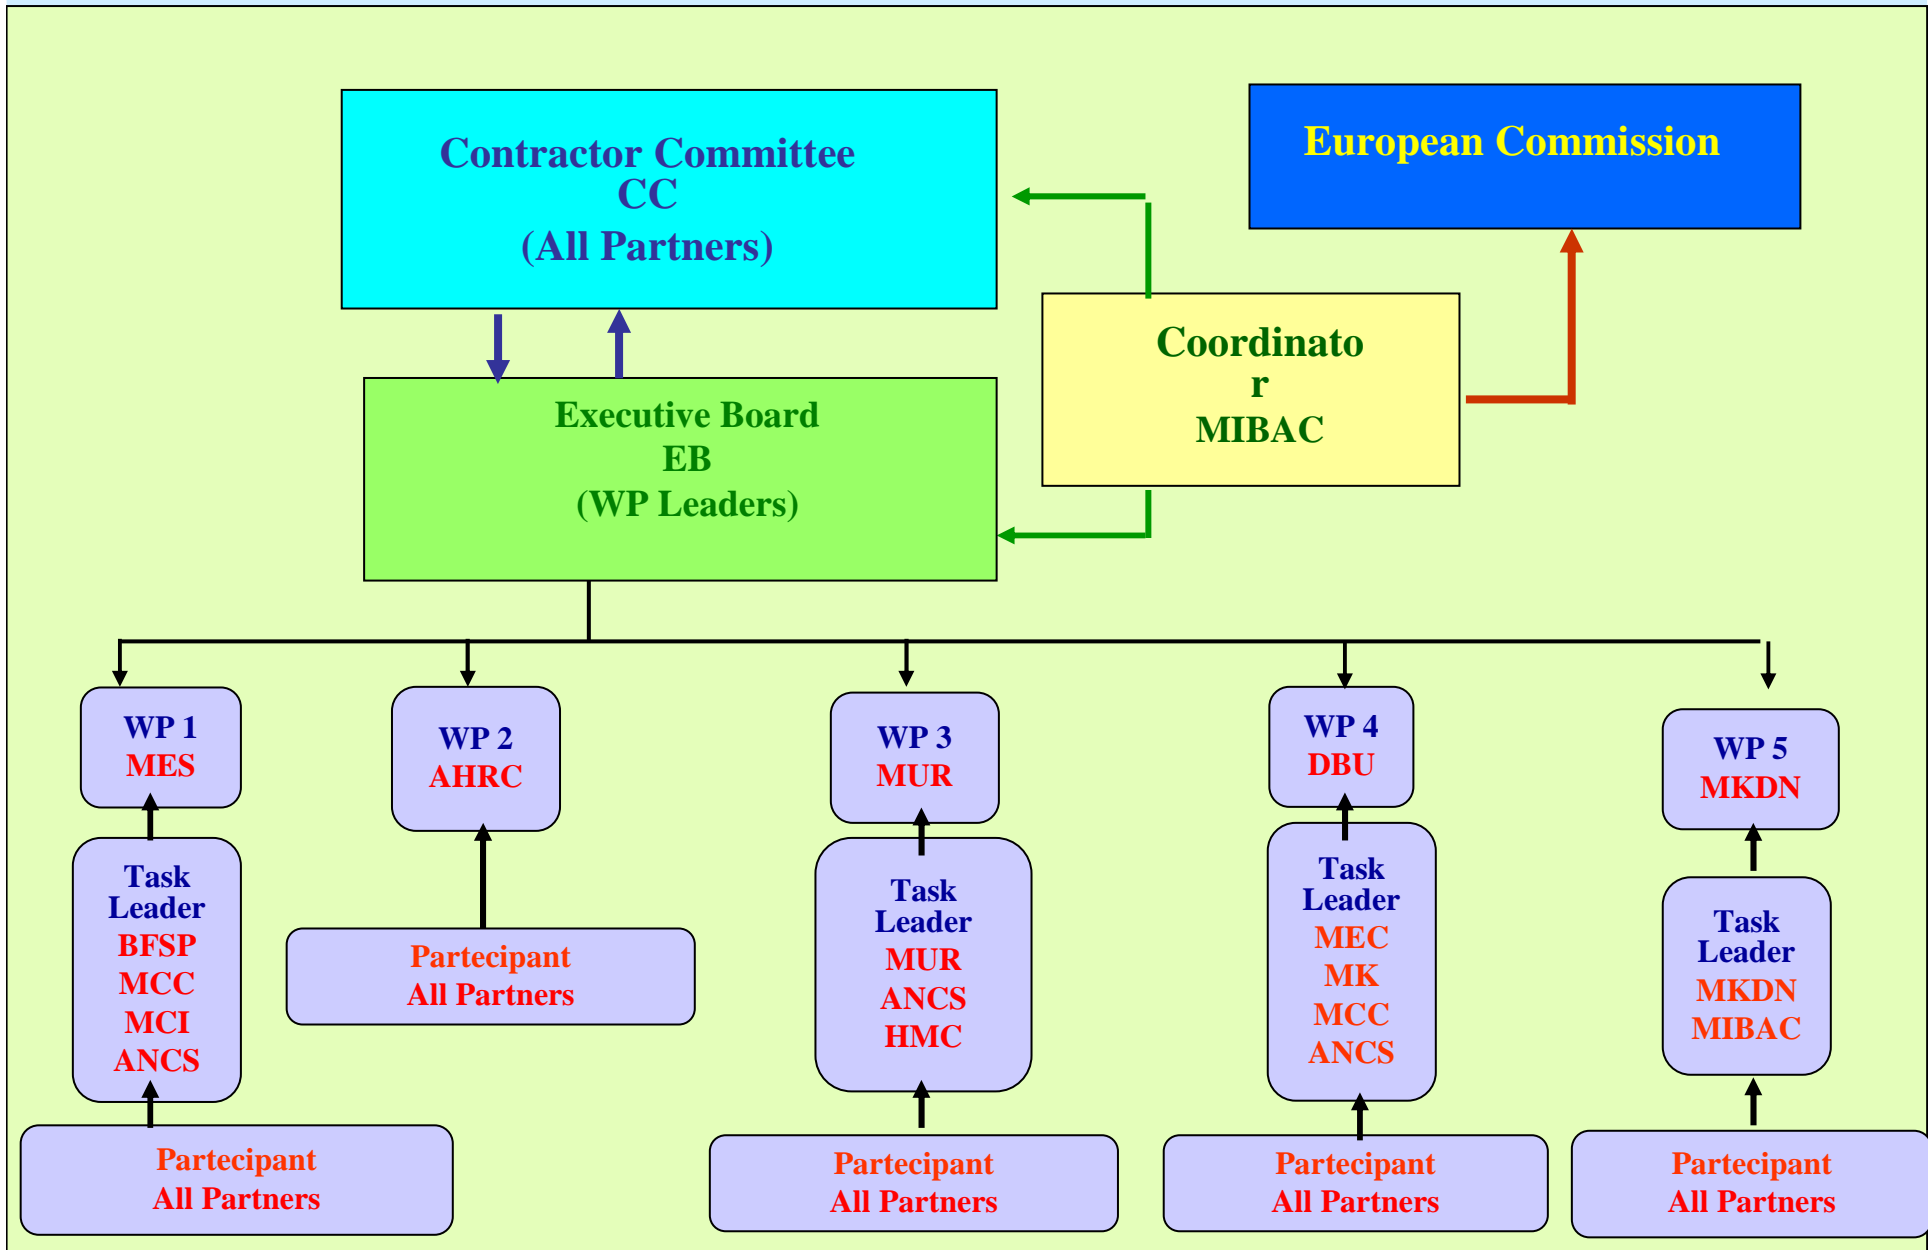 Contractor Committee
CC
(All Partners)
European Commission
Coordinato
r
MIBAC
Executive Board
EB
(WP Leaders)
WP 1
MES
WP 2
AHRC
WP 3
MUR
WP 4
DBU
WP 5
MKDN
Task
Leader
BFSP
MCC
MCI
ANCS
Partecipant
All Partners
Task
Leader
MUR
ANCS
HMC
Task
Leader
MEC
MK
MCC
ANCS
Task
Leader
MKDN
MIBAC
Partecipant
All Partners
Partecipant
All Partners
Partecipant
All Partners
Partecipant
All Partners